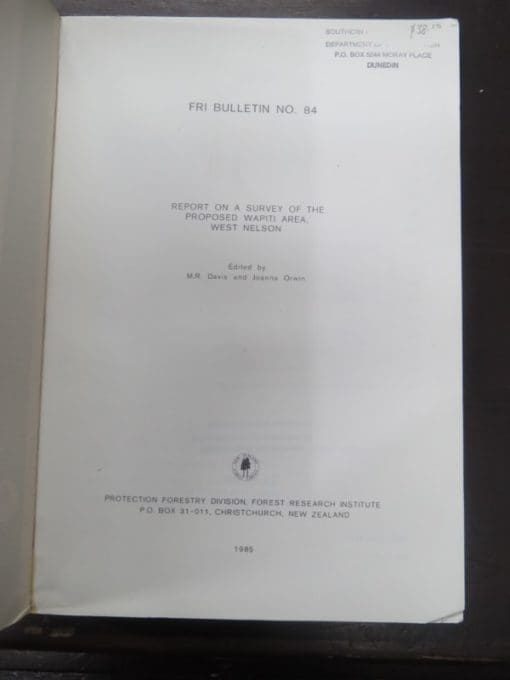 SOUTHERN
$38
DEPARTMENT
P.O. BOX 5244 MORAY PLACE
DUNEDIN
FRI BULLETIN NO. 84
REPORT ON A SURVEY OF THE
PROPOSED WAPITI AREA,
WEST NELSON
Edited by
M.R. Davis and Joanna Orwin
PROTECTION FORESTRY DIVISION, FOREST RESEARCH INSTITUTE
P.O. BOX 31-011, CHRISTCHURCH, NEW ZEALAND
1985